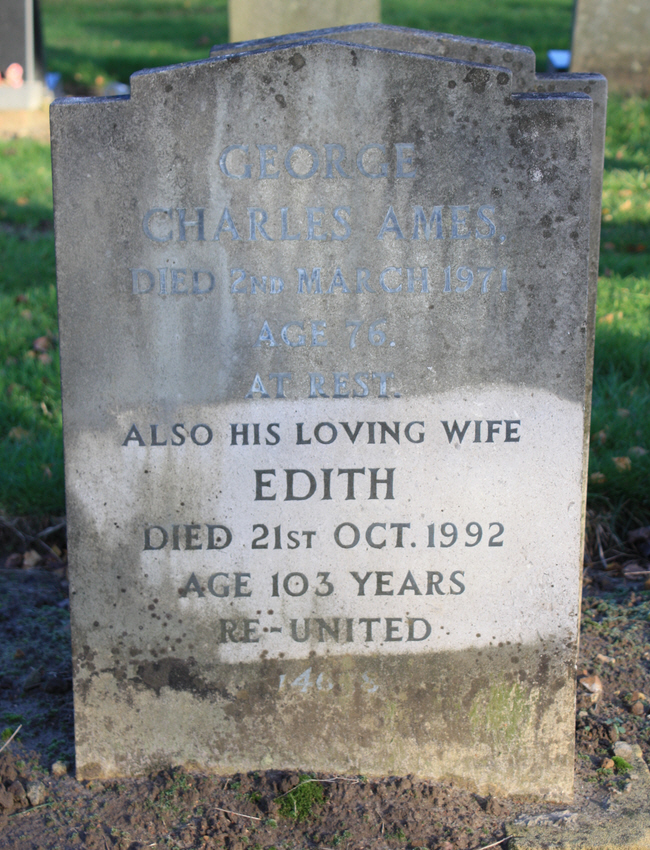 GEORGE
CHARLES AMES,
DIED 2ND MARCH 1971
AGE 76.
AT REST.
ALSO HIS LOVING WIFE
EDITH
DIED 21ST OCT. 1992
AGE 103 YEARS
RE-UNITED